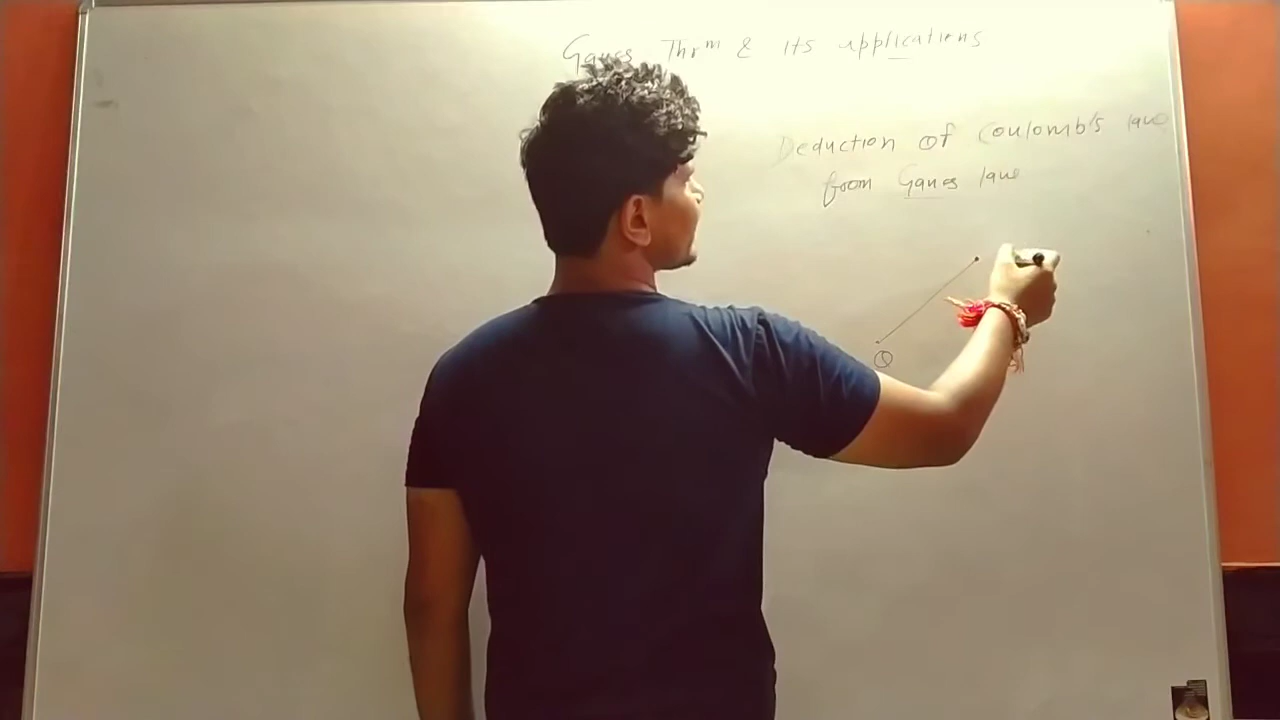 Gauss Thrᵐ & its applications
Deduction of Coulomb's law
from Gauss law
Q